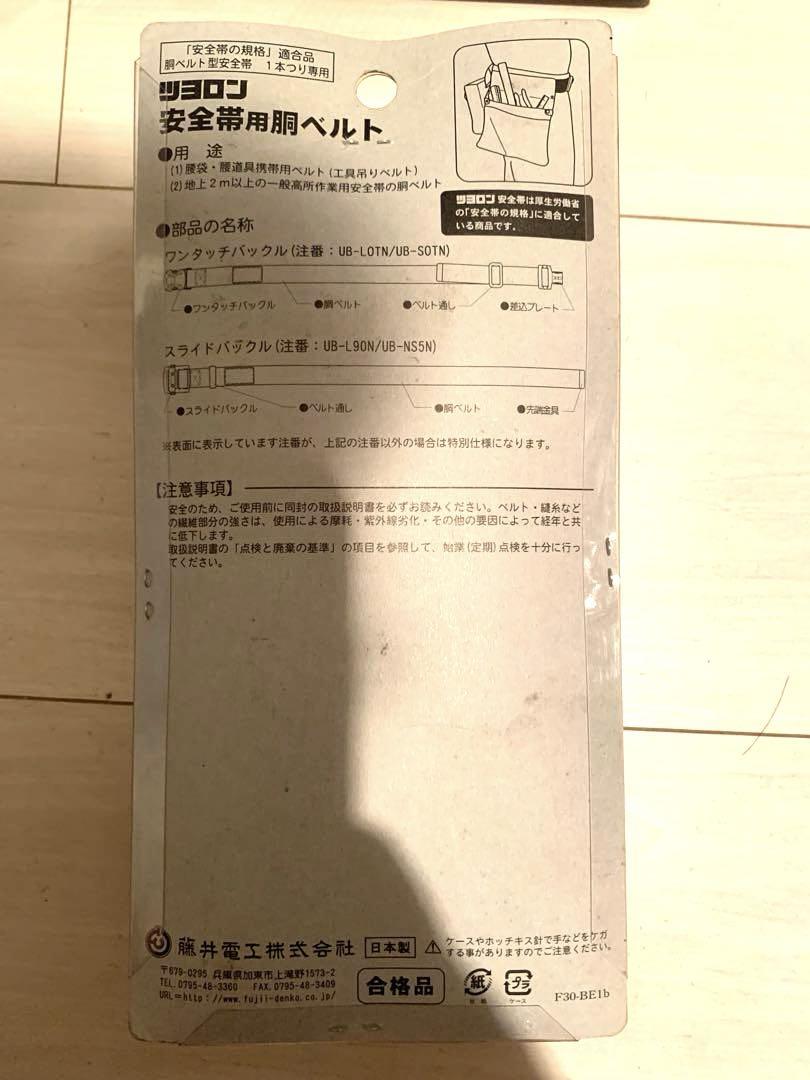 「安全帯の規格」適合品
胴ベルト型安全帯　1本つり専用
ツヨロン
安全帯用胴ベルト
●用　途
(1)腰袋・腰道具携帯用ベルト(工具吊りベルト)
(2)地上2m以上の一般高所作業用安全帯の胴ベルト
ツヨロン 安全帯は厚生労働省
の「安全帯の規格」に適合して
いる商品です。
●部品の名称
ワンタッチバックル(注番：UB-LOTN/UB-SOTN)
●ワンタッチバックル　●胴ベルト　●ベルト通し　●差込プレート
スライドバックル(注番：UB-L90N/UB-NS5N)
●スライドバックル　●ベルト通し　●胴ベルト　●先端金具
※表面に表示しています注番が、上記の注番以外の場合は特別仕様になります。
【注意事項】
安全のため、ご使用前に同封の取扱説明書を必ずお読みください。ベルト・縫糸など
の繊維部分の強さは、使用による摩耗・紫外線劣化・その他の要因によって経年と共
に低下します。
取扱説明書の「点検と廃棄の基準」の項目を参照して、始業(定期)点検を十分に行っ
てください。
藤井電工株式会社　日本製
ケースやホッチキス針で手などをケガ
する事がありますのでご注意ください。
〒679-0295 兵庫県加東市上滝野1573-2
TEL.0795-48-3360　FAX.0795-48-3409
URL=http://www.fujii-denko.co.jp/
合格品
紙
プラ
ケース
F30-BE1b